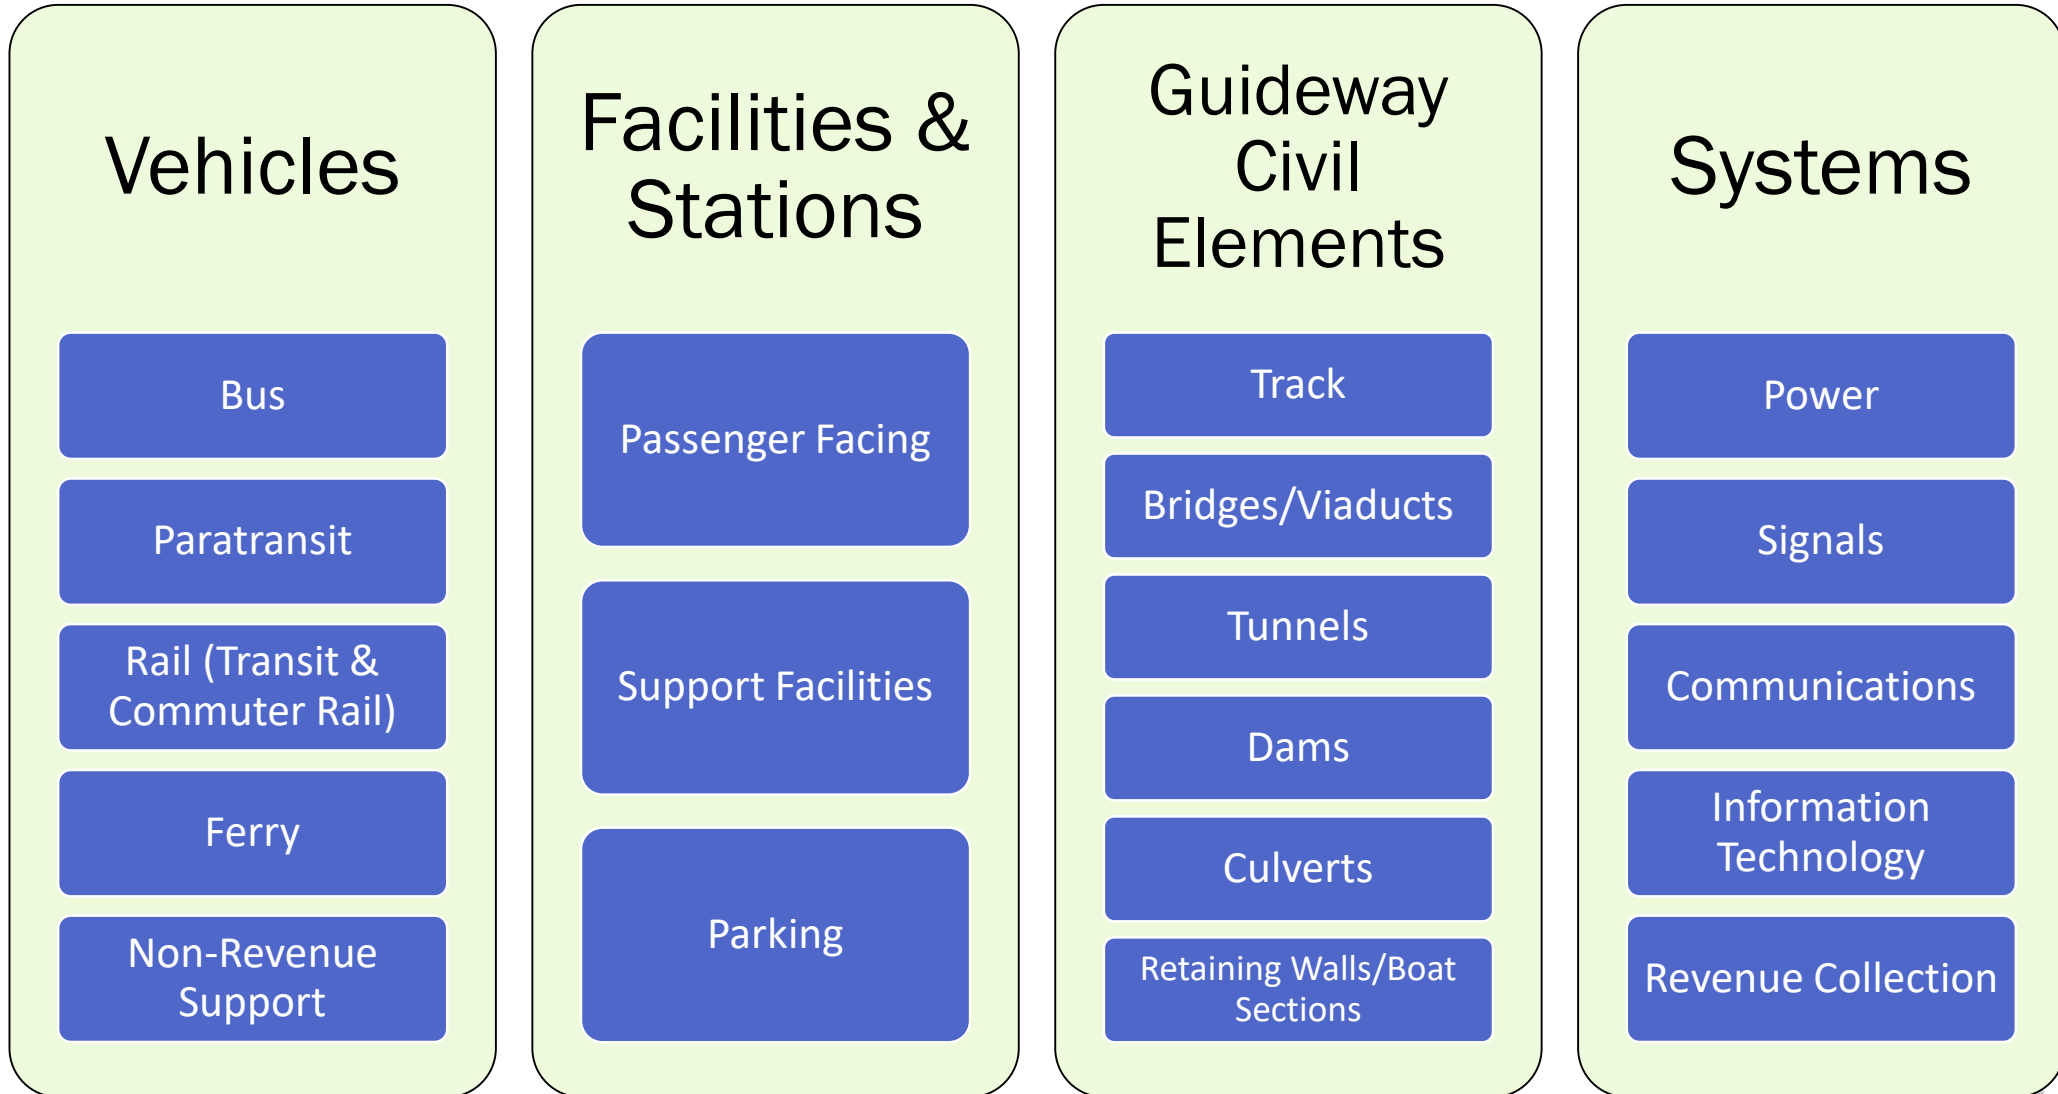 Vehicles
Bus
Paratransit
Rail (Transit &
Commuter Rail)
Ferry
Non-Revenue
Support
Facilities &
Stations
Passenger Facing
Support Facilities
Parking
Guideway
Civil
Elements
Track
Bridges/Viaducts
Tunnels
Dams
Culverts
Retaining Walls/Boat
Sections
Systems
Power
Signals
Communications
Information
Technology
Revenue Collection